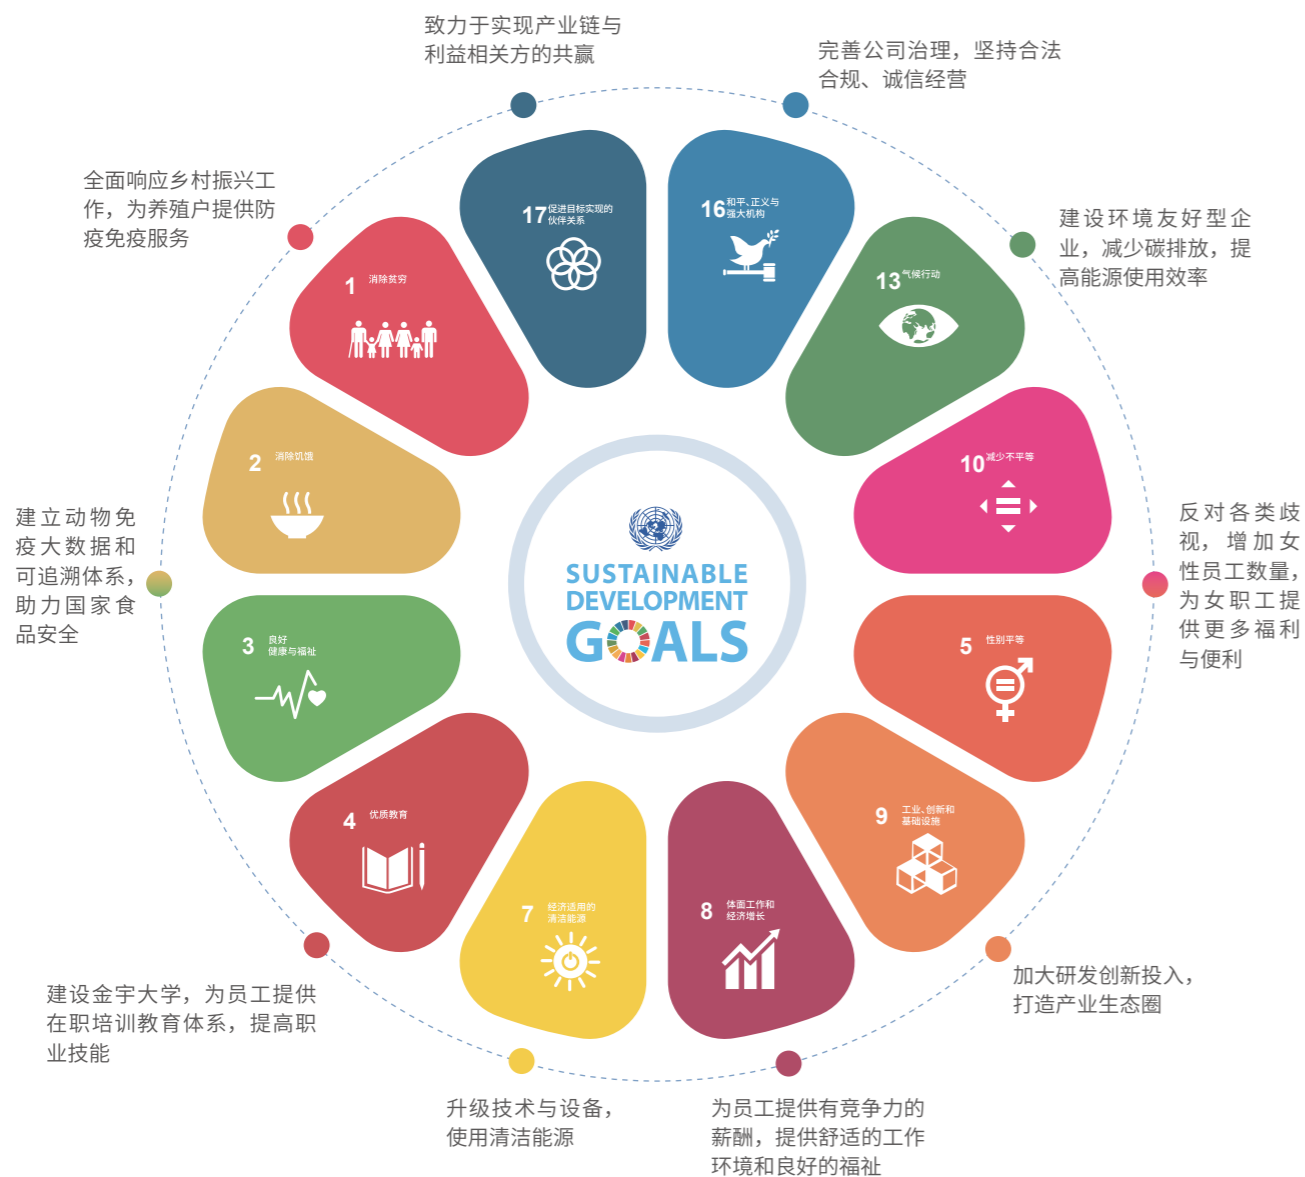 致力于实现产业链与
利益相关方的共赢
完善公司治理，坚持合法
合规、诚信经营
全面响应乡村振兴工
作，为养殖户提供防
疫免疫服务
建设环境友好型企
业，减少碳排放，提
高能源使用效率
17 促进目标实现的
伙伴关系
16 和平、正义与
强大机构
1 消除贫穷
13 气候行动
2 消除饥饿
10 减少不平等
建立动物免
疫大数据和
可追溯体系，
助力国家食
品安全
反对各类歧
视，增加女
性员工数量，
为女职工提
供更多福利
与便利
SUSTAINABLE
DEVELOPMENT
GOALS
3 良好
健康与福祉
5 性别平等
4 优质教育
9 工业、创新和
基础设施
7 经济适用的
清洁能源
8 体面工作和
经济增长
建设金宇大学，为员工提供
在职培训教育体系，提高职
业技能
加大研发创新投入，
打造产业生态圈
升级技术与设备，
使用清洁能源
为员工提供有竞争力的
薪酬，提供舒适的工作
环境和良好的福祉